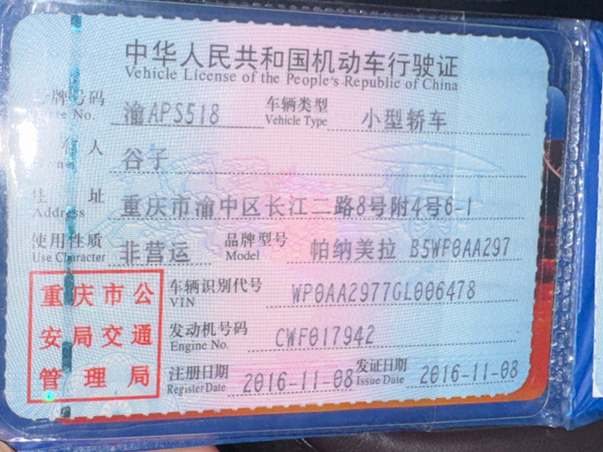 中华人民共和国机动车行驶证
Vehicle License of the People's Republic of China
牌号码 渝APS518 车辆类型 小型轿车
No. Vehicle Type
人 谷子
住 址 重庆市渝中区长江二路8号附4号6-1
Address
使用性质 非营运 品牌型号 帕纳美拉 B5WF0AA297
Use Character Model
重庆市公
安局交通
管理局
车辆识别代号 WP0AA2977GL006478
VIN
发动机号码 CWF017942
Engine No.
注册日期 2016-11-08 发证日期 2016-11-08
Register Date Issue Date